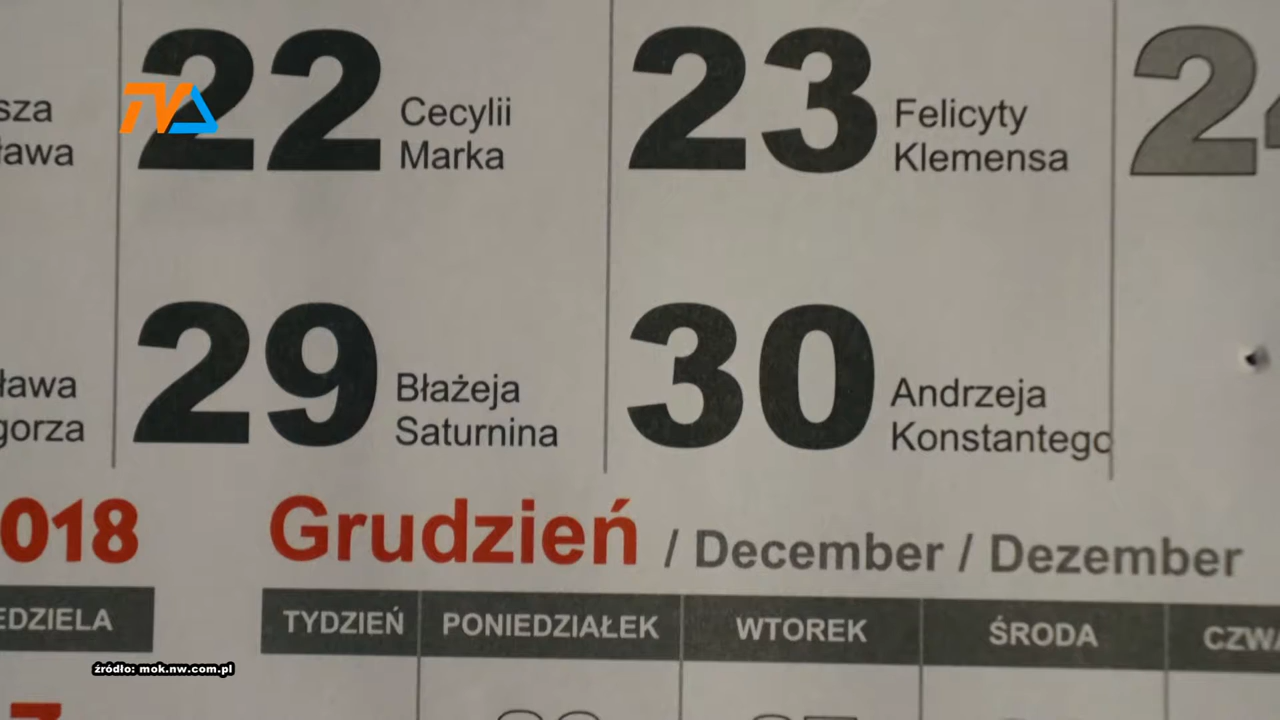 22 Cecylii Marka
23 Felicyty Klemensa
TVA
29 Błażeja Saturnina
30 Andrzeja Konstantego
Grudzień / December / Dezember
TYDZIEŃ PONIEDZIAŁEK WTOREK ŚRODA
źródło: mok.nw.com.pl